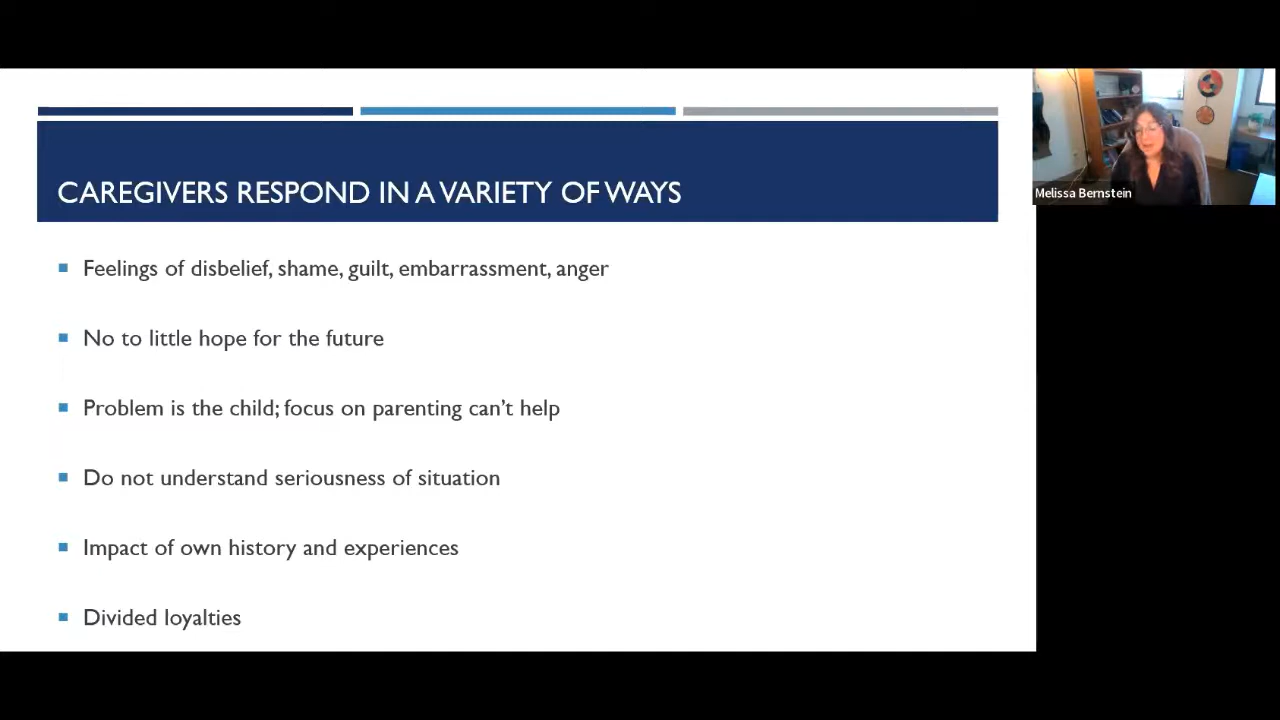 CAREGIVERS RESPOND IN A VARIETY OF WAYS
Melissa Bernstein
Feelings of disbelief, shame, guilt, embarrassment, anger
No to little hope for the future
Problem is the child; focus on parenting can’t help
Do not understand seriousness of situation
Impact of own history and experiences
Divided loyalties